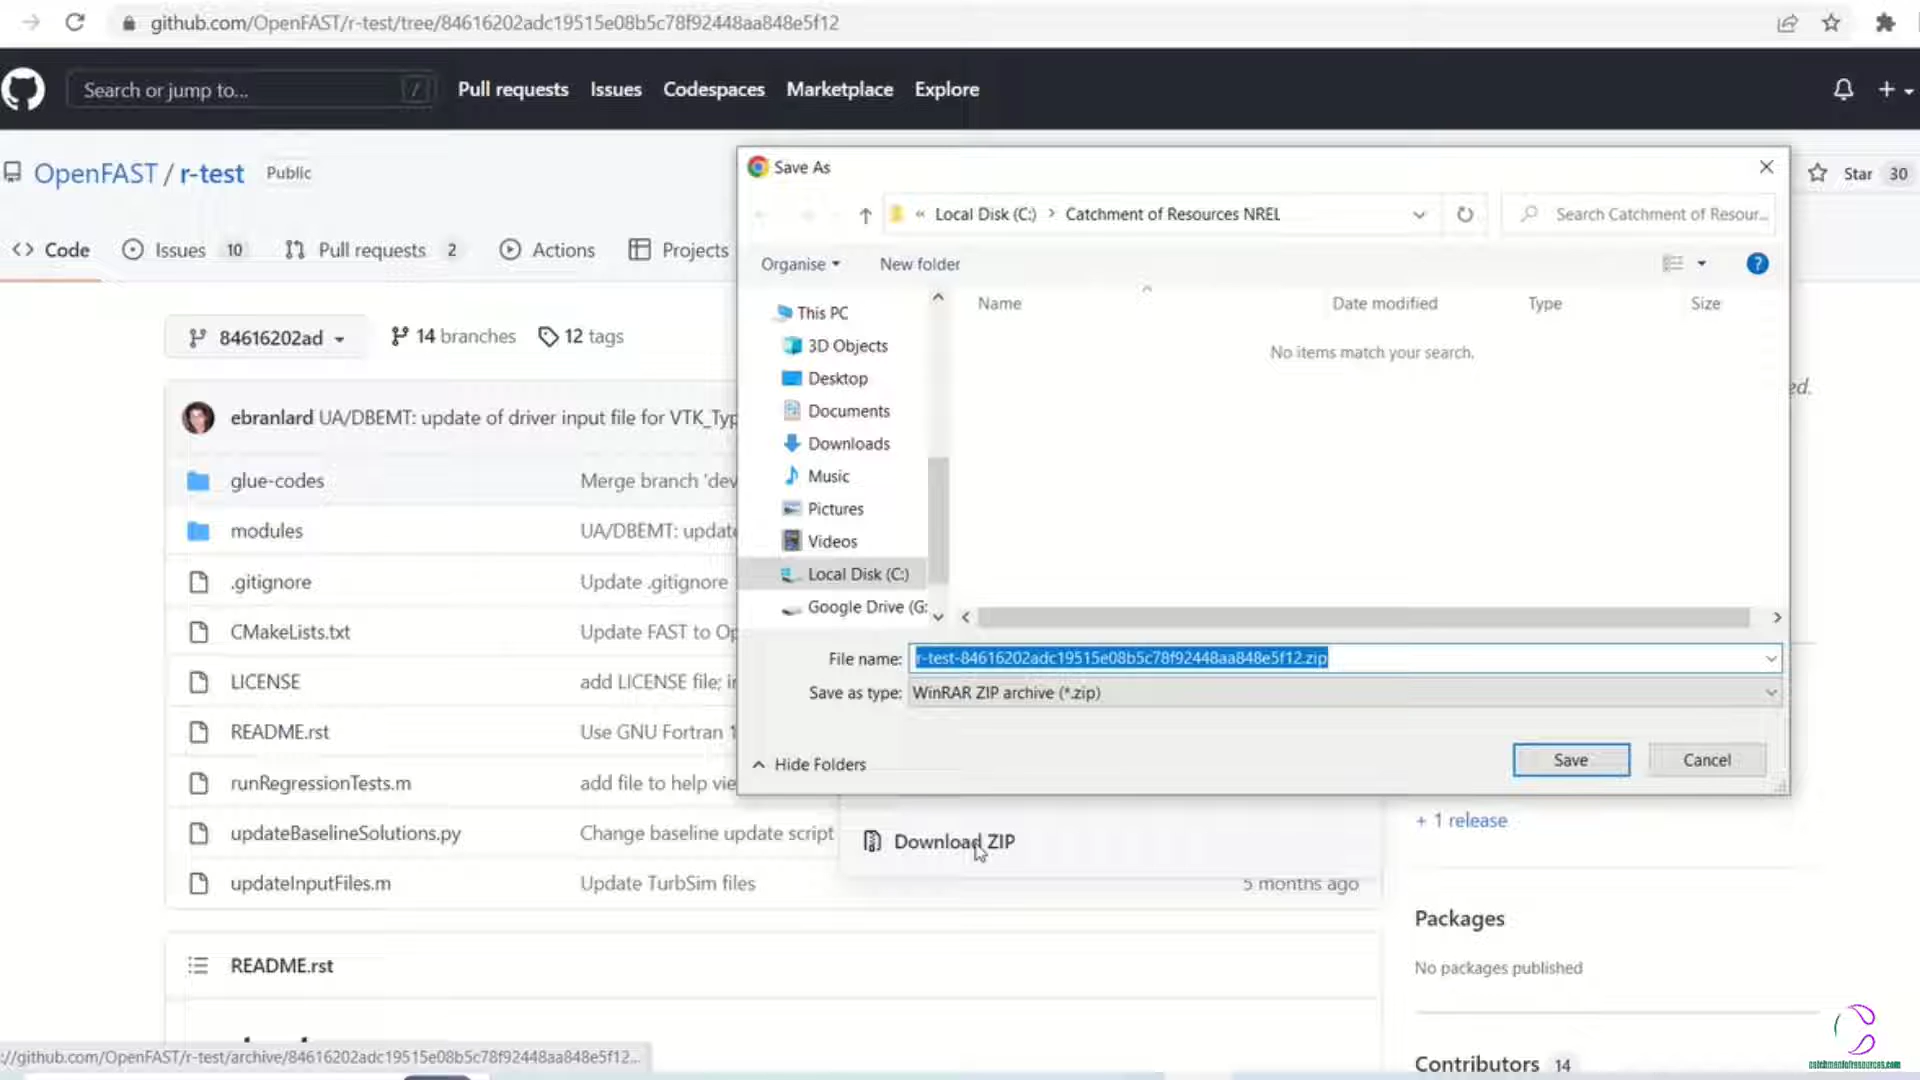 github.com/OpenFAST/r-test/tree/84616202adc19515e08b5c78f92448aa848e5f12
Search or jump to...
/
Pull requests
Issues
Codespaces
Marketplace
Explore
OpenFAST / r-test
Public
Star 30
Code
Issues 10
Pull requests 2
Actions
Projects
84616202ad
14 branches
12 tags
ebranlard UA/DBEMT: update of driver input file for VTK_Typ
glue-codes
Merge branch 'dev
modules
UA/DBEMT: updat
.gitignore
Update .gitignore
CMakeLists.txt
Update FAST to Op
LICENSE
add LICENSE file; i
README.rst
Use GNU Fortran 1
runRegressionTests.m
add file to help vie
updateBaselineSolutions.py
Change baseline update script
updateInputFiles.m
Update TurbSim files
5 months ago
README.rst
Save As
« Local Disk (C:) > Catchment of Resources NREL
Search Catchment of Resour...
Organise
New folder
?
This PC
3D Objects
Desktop
Documents
Downloads
Music
Pictures
Videos
Local Disk (C:)
Google Drive (G:
Name
Date modified
Type
Size
No items match your search.
File name: r-test-84616202adc19515e08b5c78f92448aa848e5f12.zip
Save as type: WinRAR ZIP archive (*.zip)
Hide Folders
Save
Cancel
Download ZIP
ed.
+ 1 release
Packages
No packages published
Contributors 14
://github.com/OpenFAST/r-test/archive/84616202adc19515e08b5c78f92448aa848e5f12...
catchmentofresources.com